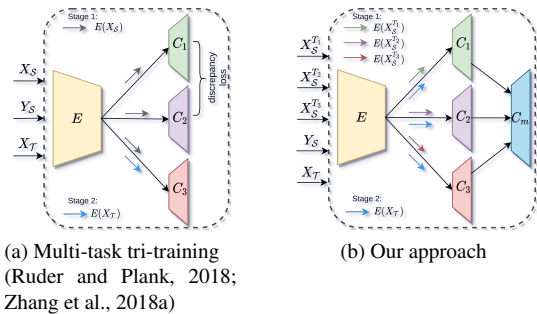 Stage 1:
E(X_S)
X_S
Y_S
X_T
E
C_1
C_2
C_3
discrepancy
loss
Stage 2:
E(X_T)
(a) Multi-task tri-training
(Ruder and Plank, 2018;
Zhang et al., 2018a)
Stage 1:
E(X_S^{T_1})
E(X_S^{T_2})
E(X_S^{T_3})
X_S^{T_1}
X_S^{T_2}
X_S^{T_3}
Y_S
X_T
E
C_1
C_2
C_3
C_m
Stage 2:
E(X_T)
(b) Our approach